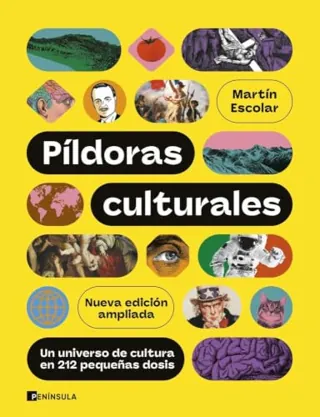 Martín
Escolar
Píldoras
culturales
Nueva edición
ampliada
Un universo de cultura
en 212 pequeñas dosis
PENÍNSULA